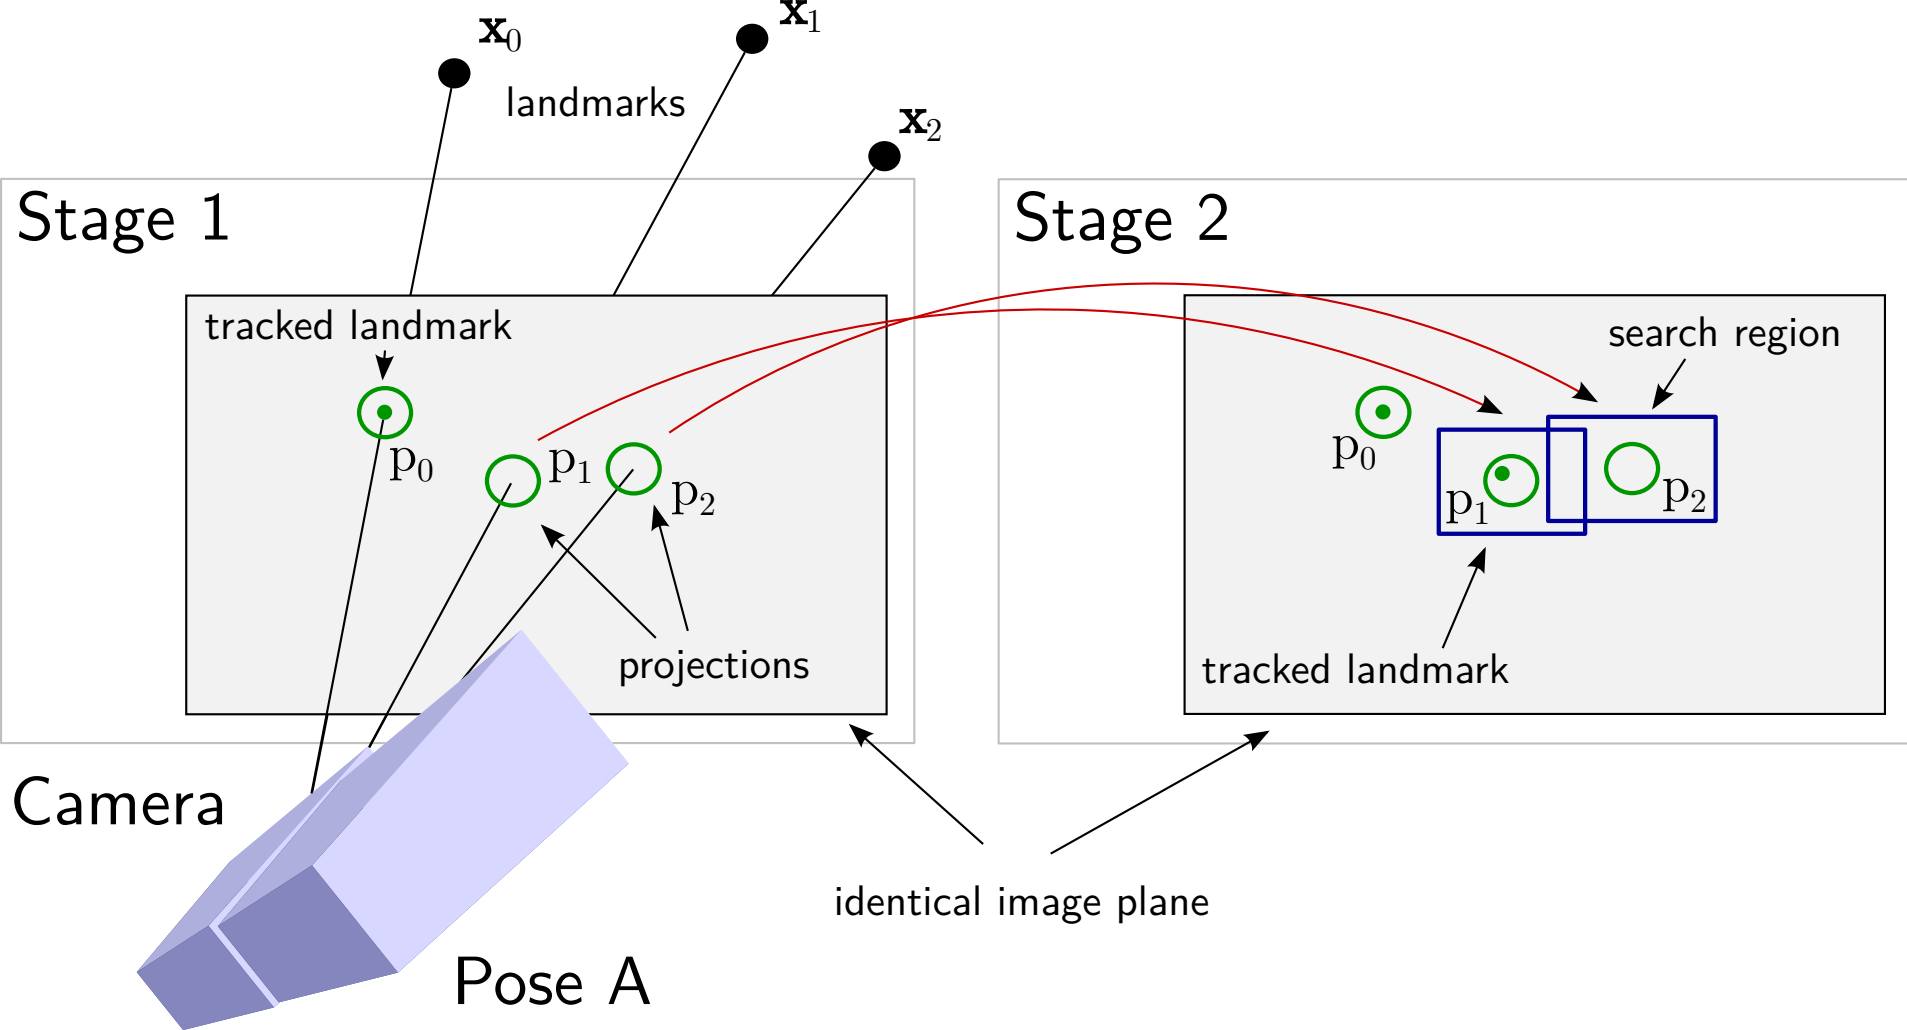 x₀
x₁
landmarks
x₂
Stage 1
Stage 2
tracked landmark
search region
p₀
p₁
p₂
p₀
p₁
p₂
projections
tracked landmark
Camera
identical image plane
Pose A